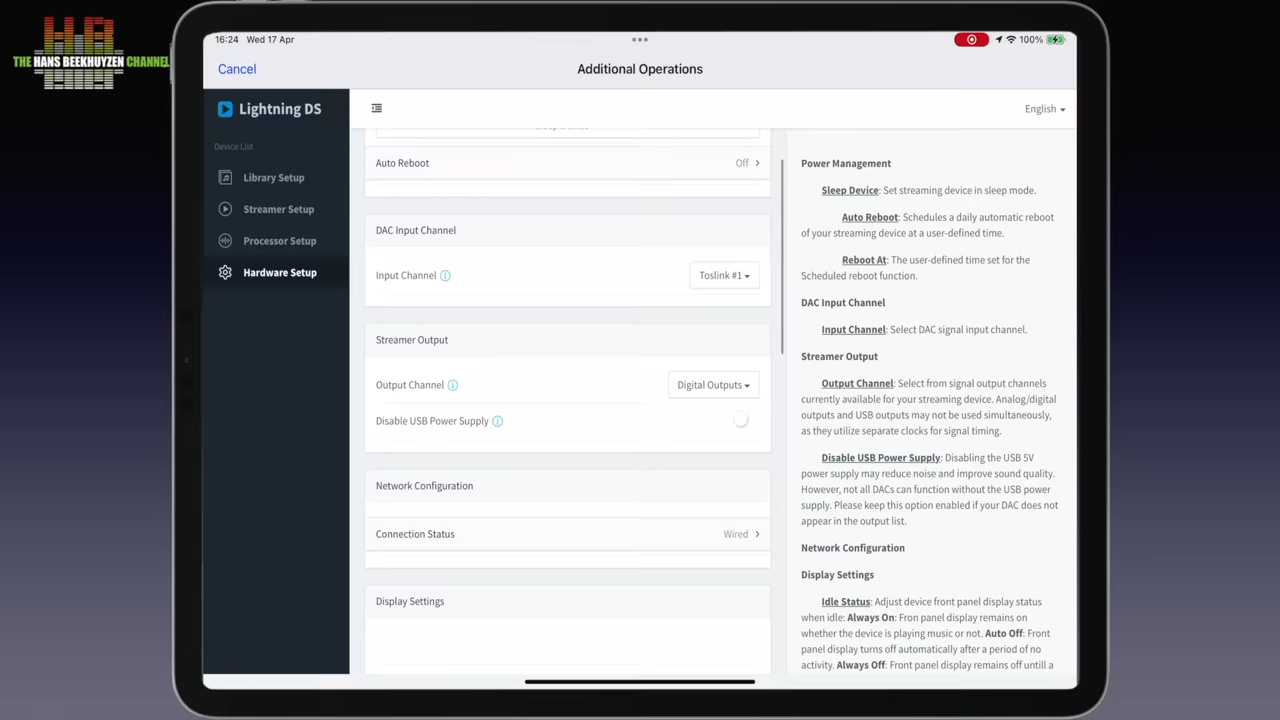 THE HANS BEEKHUYZEN CHANNEL
16:24 Wed 17 Apr
100%
Cancel
Additional Operations
Lightning DS
English
Device List
Library Setup
Streamer Setup
Processor Setup
Hardware Setup
Auto Reboot
Off
DAC Input Channel
Input Channel
Toslink #1
Streamer Output
Output Channel
Digital Outputs
Disable USB Power Supply
Network Configuration
Connection Status
Wired
Display Settings
Power Management
Sleep Device: Set streaming device in sleep mode.
Auto Reboot: Schedules a daily automatic reboot
of your streaming device at a user-defined time.
Reboot At: The user-defined time set for the
Scheduled reboot function.
DAC Input Channel
Input Channel: Select DAC signal input channel.
Streamer Output
Output Channel: Select from signal output channels
currently available for your streaming device. Analog/digital
outputs and USB outputs may not be used simultaneously,
as they utilize separate clocks for signal timing.
Disable USB Power Supply: Disabling the USB 5V
power supply may reduce noise and improve sound quality.
However, not all DACs can function without the USB power
supply. Please keep this option enabled if your DAC does not
appear in the output list.
Network Configuration
Display Settings
Idle Status: Adjust device front panel display status
when idle: Always On: Fron panel display remains on
whether the device is playing music or not. Auto Off: Front
panel display turns off automatically after a period of no
activity. Always Off: Front panel display remains off untill a